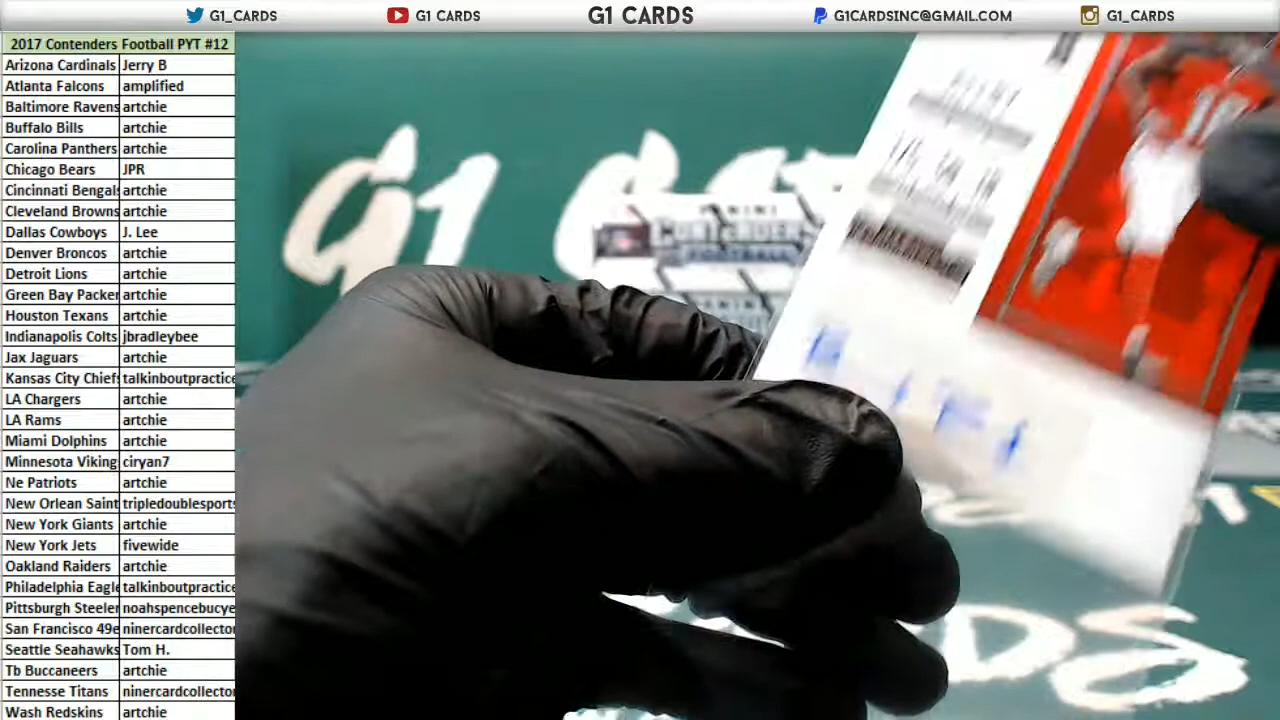 G1_CARDS
G1 CARDS
G1 CARDS
G1CARDSINC@GMAIL.COM
G1_CARDS
2017 Contenders Football PYT #12
Arizona Cardinals Jerry B
Atlanta Falcons amplified
Baltimore Ravens artchie
Buffalo Bills artchie
Carolina Panthers artchie
Chicago Bears JPR
Cincinnati Bengals artchie
Cleveland Browns artchie
Dallas Cowboys J. Lee
Denver Broncos artchie
Detroit Lions artchie
Green Bay Packer artchie
Houston Texans artchie
Indianapolis Colts jbradleybee
Jax Jaguars artchie
Kansas City Chiefs talkinboutpractice
LA Chargers artchie
LA Rams artchie
Miami Dolphins artchie
Minnesota Viking ciryan7
Ne Patriots artchie
New Orlean Saint tripledoublesports
New York Giants artchie
New York Jets fivewide
Oakland Raiders artchie
Philadelphia Eagle talkinboutpractice
Pittsburgh Steeler noahspencebucye
San Francisco 49e ninercardcollector
Seattle Seahawks Tom H.
Tb Buccaneers artchie
Tennesse Titans ninercardcollector
Wash Redskins artchie
G1
PANINI
CONTENDERS
FOOTBALL